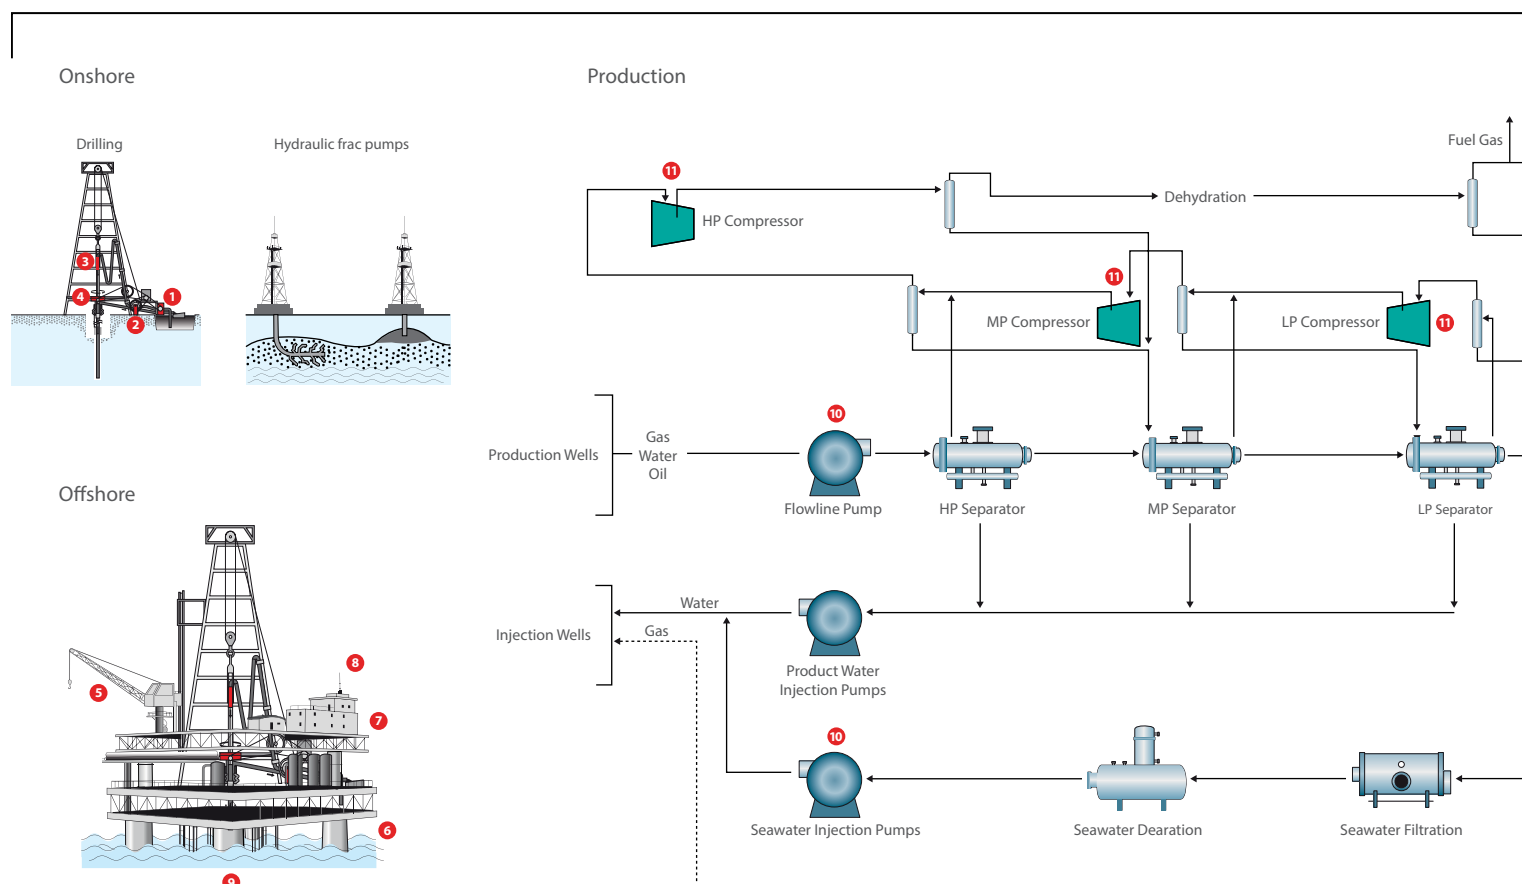 Onshore
Production
Drilling
Hydraulic frac pumps
Fuel Gas
11
Dehydration
HP Compressor
3
11
4
1
2
MP Compressor
LP Compressor
11
10
Production Wells
Gas
Water
Oil
Flowline Pump
HP Separator
MP Separator
LP Separator
Offshore
Water
Gas
Injection Wells
Product Water
Injection Pumps
8
5
7
10
6
Seawater Injection Pumps
Seawater Dearation
Seawater Filtration
9